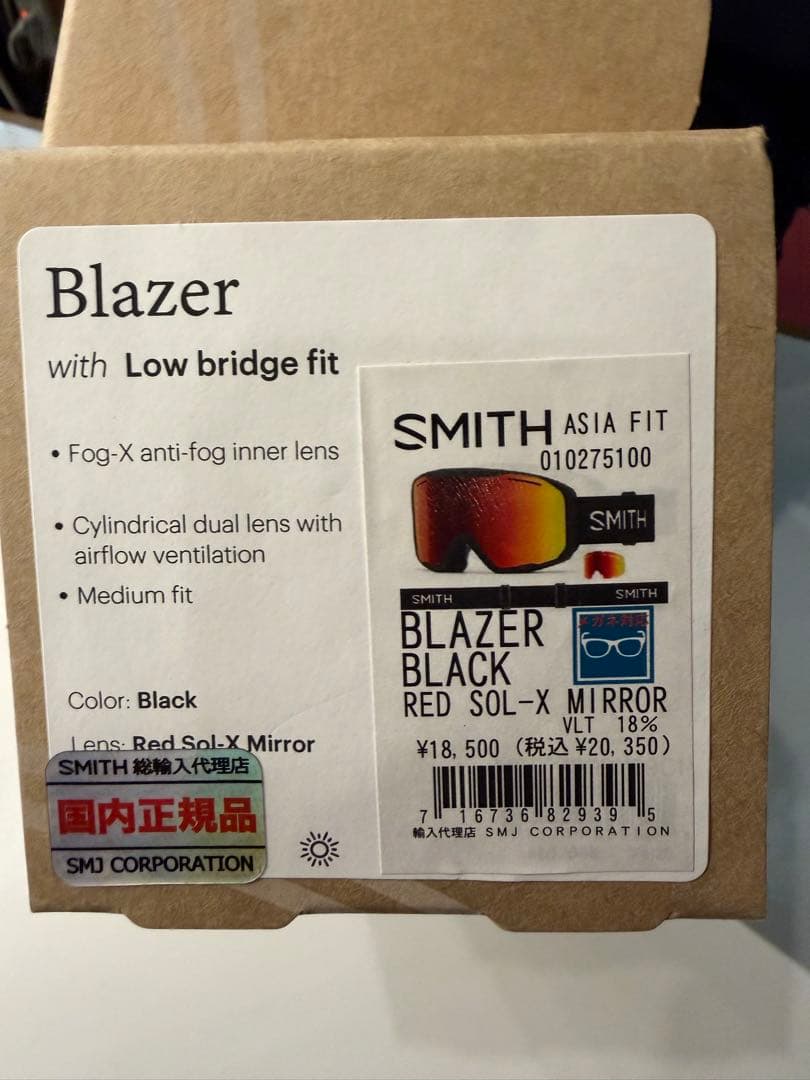 Blazer
with Low bridge fit
• Fog-X anti-fog inner lens
• Cylindrical dual lens with
airflow ventilation
• Medium fit
Color: Black
Lens: Red Sol-X Mirror
SMITH 総輸入代理店
国内正規品
SMJ CORPORATION
SMITH ASIA FIT
010275100
SMITH
SMITH SMITH
BLAZER
メガネ対応
BLACK
RED SOL-X MIRROR
VLT 18%
¥18,500 (税込 ¥20,350)
7 16736 82939 5
輸入代理店 SMJ CORPORATION